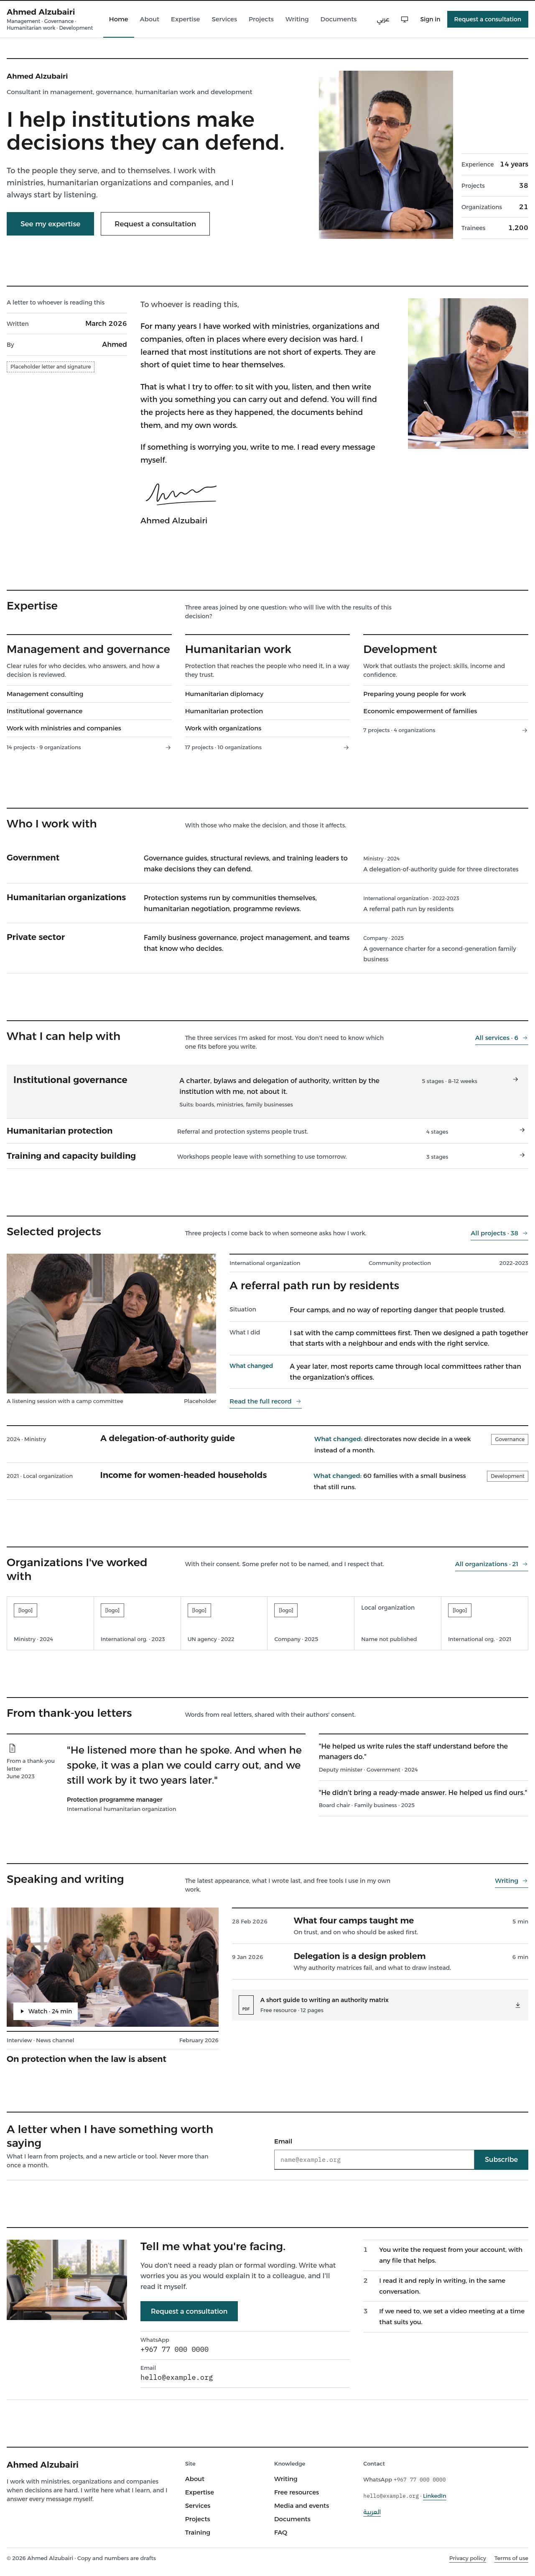 Ahmed Alzubairi
Management · Governance ·
Humanitarian work · Development
Home
About
Expertise
Services
Projects
Writing
Documents
عربي
Sign in
Request a consultation
Ahmed Alzubairi
Consultant in management, governance, humanitarian work and development
I help institutions make
decisions they can defend.
To the people they serve, and to themselves. I work with
ministries, humanitarian organizations and companies, and I
always start by listening.
See my expertise
Request a consultation
Experience 14 years
Projects 38
Organizations 21
Trainees 1,200
A letter to whoever is reading this
Written March 2026
By Ahmed
Placeholder letter and signature
To whoever is reading this,
For many years I have worked with ministries, organizations and
companies, often in places where every decision was hard. I
learned that most institutions are not short of experts. They are
short of quiet time to hear themselves.
That is what I try to offer: to sit with you, listen, and then write
with you something you can carry out and defend. You will find
the projects here as they happened, the documents behind
them, and my own words.
If something is worrying you, write to me. I read every message
myself.
Ahmed Alzubairi
Expertise
Three areas joined by one question: who will live with the results of this
decision?
Management and governance
Clear rules for who decides, who answers, and how a
decision is reviewed.
Management consulting
Institutional governance
Work with ministries and companies
14 projects · 9 organizations →
Humanitarian work
Protection that reaches the people who need it, in a way
they trust.
Humanitarian diplomacy
Humanitarian protection
Work with organizations
17 projects · 10 organizations →
Development
Work that outlasts the project: skills, income and
confidence.
Preparing young people for work
Economic empowerment of families
7 projects · 4 organizations →
Who I work with
With those who make the decision, and those it affects.
Government
Governance guides, structural reviews, and training leaders to
make decisions they can defend.
Ministry · 2024
A delegation-of-authority guide for three directorates
Humanitarian organizations
Protection systems run by communities themselves,
humanitarian negotiation, programme reviews.
International organization · 2022-2023
A referral path run by residents
Private sector
Family business governance, project management, and teams
that know who decides.
Company · 2025
A governance charter for a second-generation family
business
What I can help with
The three services I'm asked for most. You don't need to know which
one fits before you write.
All services · 6 →
Institutional governance
A charter, bylaws and delegation of authority, written by the
institution with me, not about it.
Suits: boards, ministries, family businesses
5 stages · 8-12 weeks →
Humanitarian protection
Referral and protection systems people trust.
4 stages →
Training and capacity building
Workshops people leave with something to use tomorrow.
3 stages →
Selected projects
Three projects I come back to when someone asks how I work.
All projects · 38 →
A listening session with a camp committee
Placeholder
International organization
Community protection
2022-2023
A referral path run by residents
Situation
Four camps, and no way of reporting danger that people trusted.
What I did
I sat with the camp committees first. Then we designed a path together
that starts with a neighbour and ends with the right service.
What changed
A year later, most reports came through local committees rather than
the organization's offices.
Read the full record →
2024 · Ministry
A delegation-of-authority guide
What changed: directorates now decide in a week
instead of a month.
Governance
2021 · Local organization
Income for women-headed households
What changed: 60 families with a small business
that still runs.
Development
Organizations I've worked
with
With their consent. Some prefer not to be named, and I respect that.
All organizations · 21 →
[logo]
Ministry · 2024
[logo]
International org. · 2023
[logo]
UN agency · 2022
[logo]
Company · 2025
Local organization
Name not published
[logo]
International org. · 2021
From thank-you letters
Words from real letters, shared with their authors' consent.
From a thank-you
letter
June 2023
"He listened more than he spoke. And when he
spoke, it was a plan we could carry out, and we
still work by it two years later."
Protection programme manager
International humanitarian organization
"He helped us write rules the staff understand before the
managers do."
Deputy minister · Government · 2024
"He didn't bring a ready-made answer. He helped us find ours."
Board chair · Family business · 2025
Speaking and writing
The latest appearance, what I wrote last, and free tools I use in my own
work.
Writing →
Watch · 24 min
Interview · News channel
February 2026
On protection when the law is absent
28 Feb 2026
What four camps taught me
On trust, and on who should be asked first.
5 min
9 Jan 2026
Delegation is a design problem
Why authority matrices fail, and what to draw instead.
6 min
PDF
A short guide to writing an authority matrix
Free resource · 12 pages
A letter when I have something worth
saying
What I learn from projects, and a new article or tool. Never more than
once a month.
Email
name@example.org
Subscribe
Tell me what you're facing.
You don't need a ready plan or formal wording. Write what
worries you as you would explain it to a colleague, and I'll
read it myself.
Request a consultation
WhatsApp
+967 77 000 0000
Email
hello@example.org
1 You write the request from your account, with
any file that helps.
2 I read it and reply in writing, in the same
conversation.
3 If we need to, we set a video meeting at a time
that suits you.
Ahmed Alzubairi
I work with ministries, organizations and companies
when decisions are hard. I write here what I learn, and I
answer every message myself.
Site
About
Expertise
Services
Projects
Training
Knowledge
Writing
Free resources
Media and events
Documents
FAQ
Contact
WhatsApp +967 77 000 0000
hello@example.org · LinkedIn
العربية
© 2026 Ahmed Alzubairi · Copy and numbers are drafts
Privacy policy
Terms of use